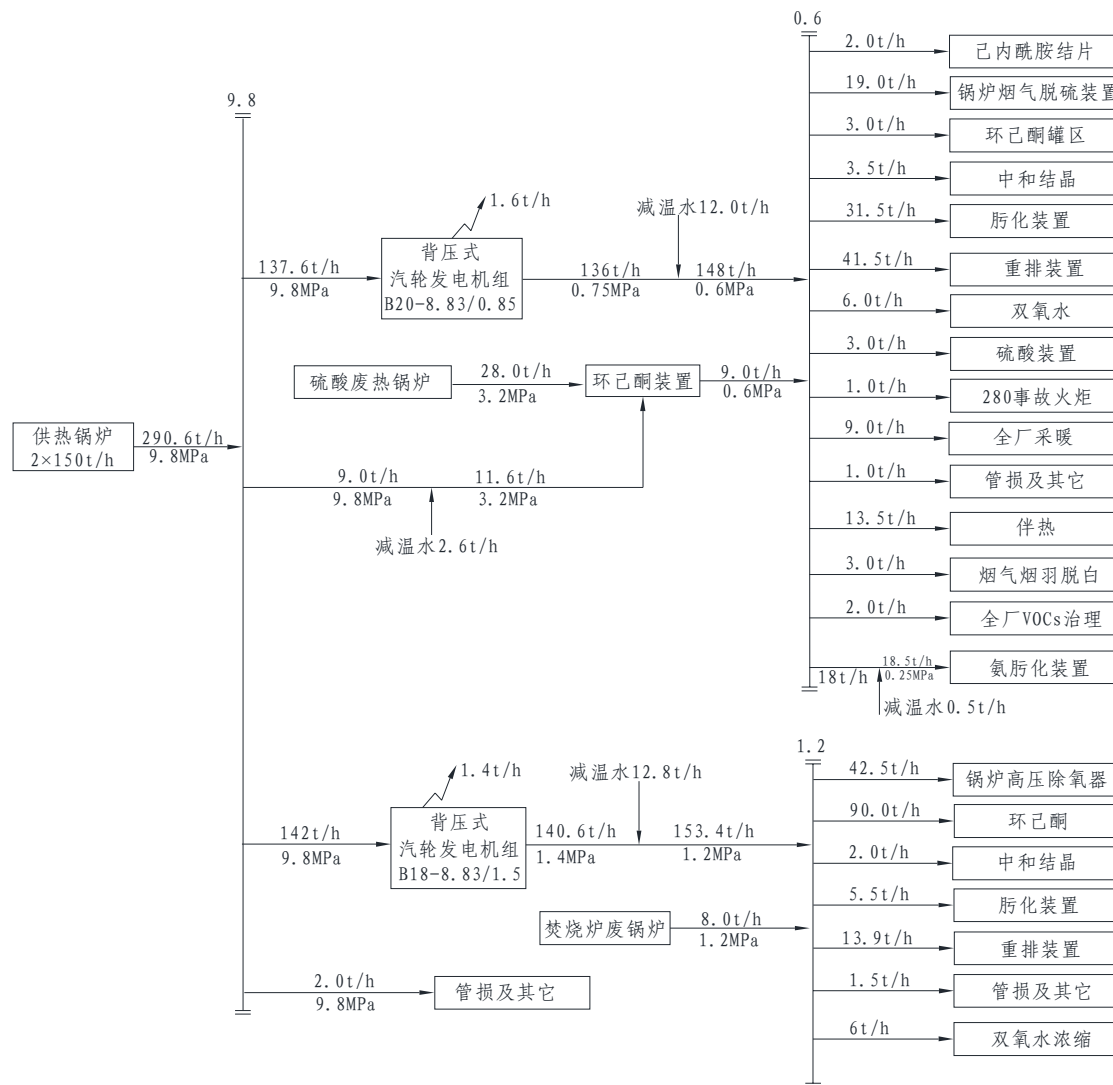 0.6
2.0t/h
己内酰胺结片
19.0t/h
锅炉烟气脱硫装置
3.0t/h
环己酮罐区
3.5t/h
中和结晶
31.5t/h
肟化装置
41.5t/h
重排装置
6.0t/h
双氧水
3.0t/h
硫酸装置
1.0t/h
280事故火炬
9.0t/h
全厂采暖
1.0t/h
管损及其它
13.5t/h
伴热
3.0t/h
烟气烟羽脱白
2.0t/h
全厂VOCs治理
18t/h
18.5t/h
0.25MPa
氨肟化装置
减温水0.5t/h
9.8
供热锅炉
2×150t/h
290.6t/h
9.8MPa
137.6t/h
9.8MPa
1.6t/h
背压式
汽轮发电机组
B20-8.83/0.85
136t/h
0.75MPa
减温水12.0t/h
148t/h
0.6MPa
硫酸废热锅炉
28.0t/h
3.2MPa
环己酮装置
9.0t/h
0.6MPa
9.0t/h
9.8MPa
11.6t/h
3.2MPa
减温水2.6t/h
142t/h
9.8MPa
1.4t/h
背压式
汽轮发电机组
B18-8.83/1.5
140.6t/h
1.4MPa
减温水12.8t/h
153.4t/h
1.2MPa
焚烧炉废锅炉
8.0t/h
1.2MPa
2.0t/h
9.8MPa
管损及其它
1.2
42.5t/h
锅炉高压除氧器
90.0t/h
环己酮
2.0t/h
中和结晶
5.5t/h
肟化装置
13.9t/h
重排装置
1.5t/h
管损及其它
6t/h
双氧水浓缩